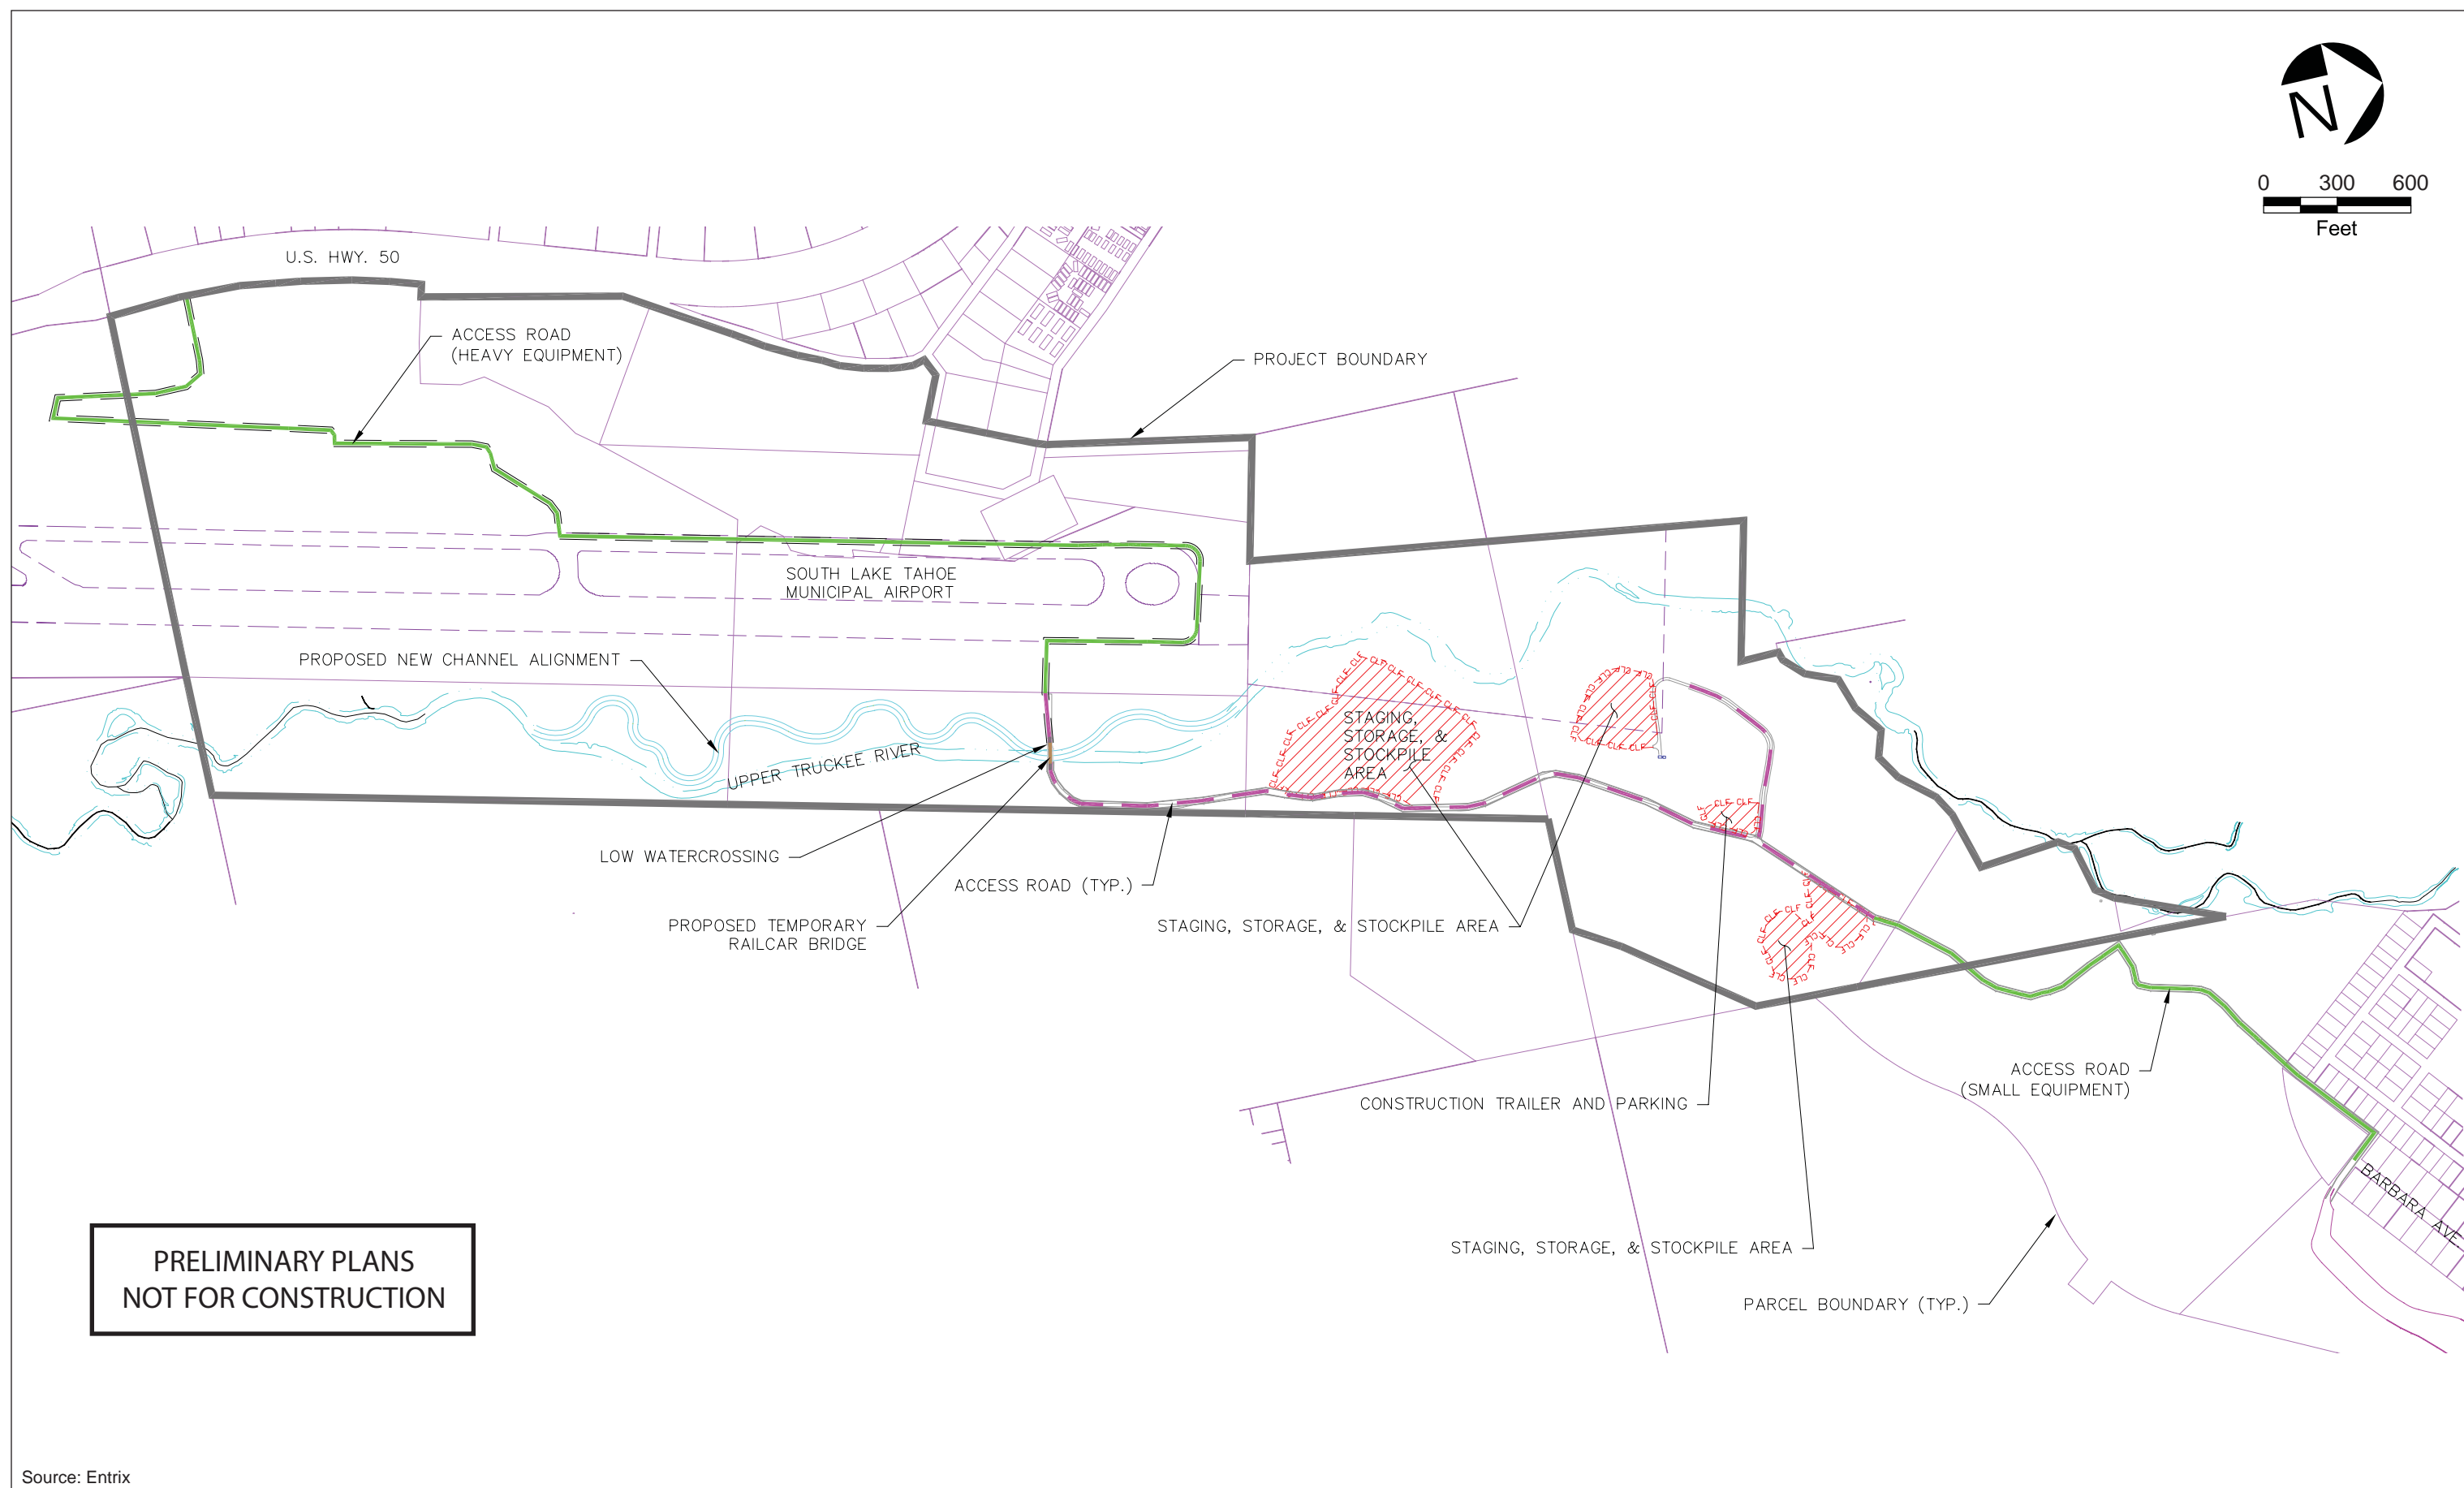 N
0 300 600
Feet
U.S. HWY. 50
ACCESS ROAD
(HEAVY EQUIPMENT)
PROJECT BOUNDARY
SOUTH LAKE TAHOE
MUNICIPAL AIRPORT
PROPOSED NEW CHANNEL ALIGNMENT
UPPER TRUCKEE RIVER
STAGING,
STORAGE, &
STOCKPILE
AREA
LOW WATERCROSSING
ACCESS ROAD (TYP.)
PROPOSED TEMPORARY
RAILCAR BRIDGE
STAGING, STORAGE, & STOCKPILE AREA
CONSTRUCTION TRAILER AND PARKING
ACCESS ROAD
(SMALL EQUIPMENT)
BARBARA AVE.
STAGING, STORAGE, & STOCKPILE AREA
PARCEL BOUNDARY (TYP.)
PRELIMINARY PLANS
NOT FOR CONSTRUCTION
Source: Entrix